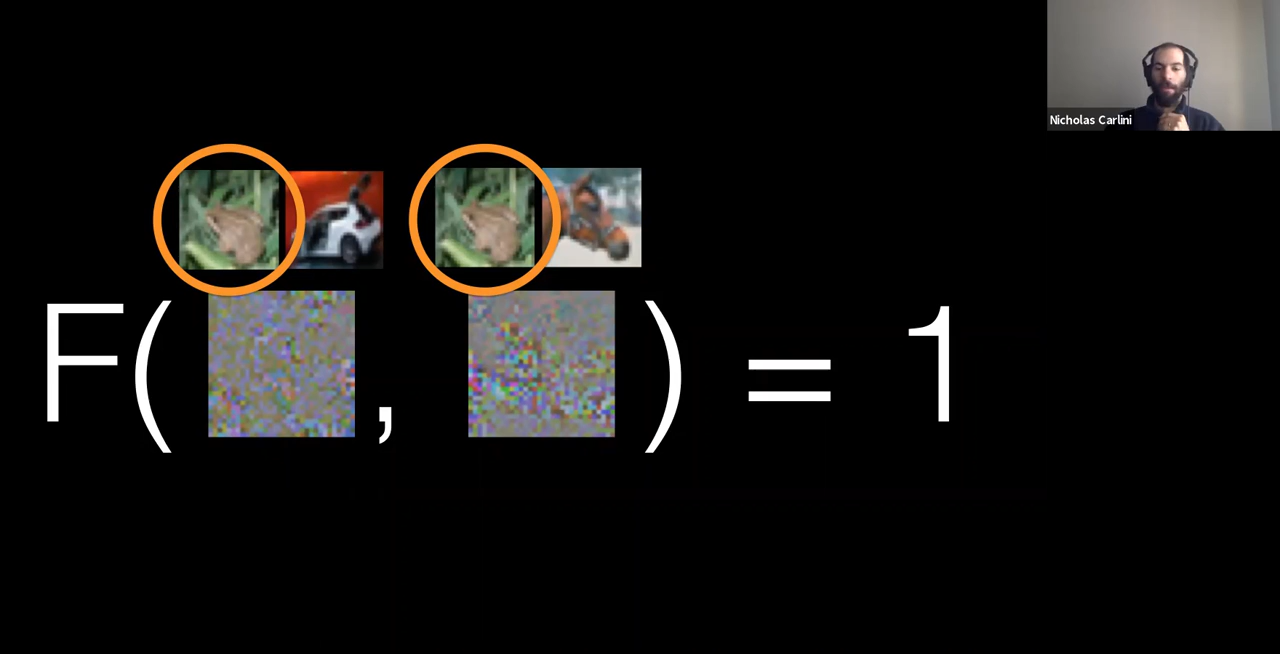 Nicholas Carlini
F( , ) = 1